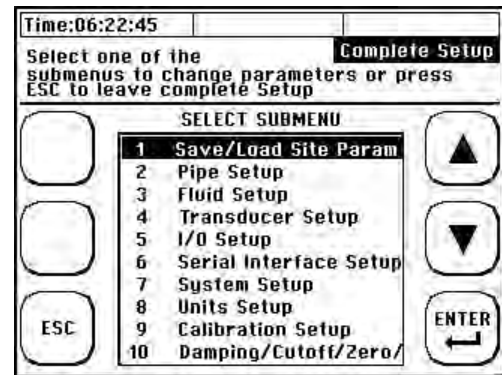 Time:06:22:45
Complete Setup
Select one of the
submenus to change parameters or press
ESC to leave complete Setup
SELECT SUBMENU
1 Save/Load Site Param
2 Pipe Setup
3 Fluid Setup
4 Transducer Setup
5 I/O Setup
6 Serial Interface Setup
7 System Setup
8 Units Setup
9 Calibration Setup
10 Damping/Cutoff/Zero/
ESC
ENTER